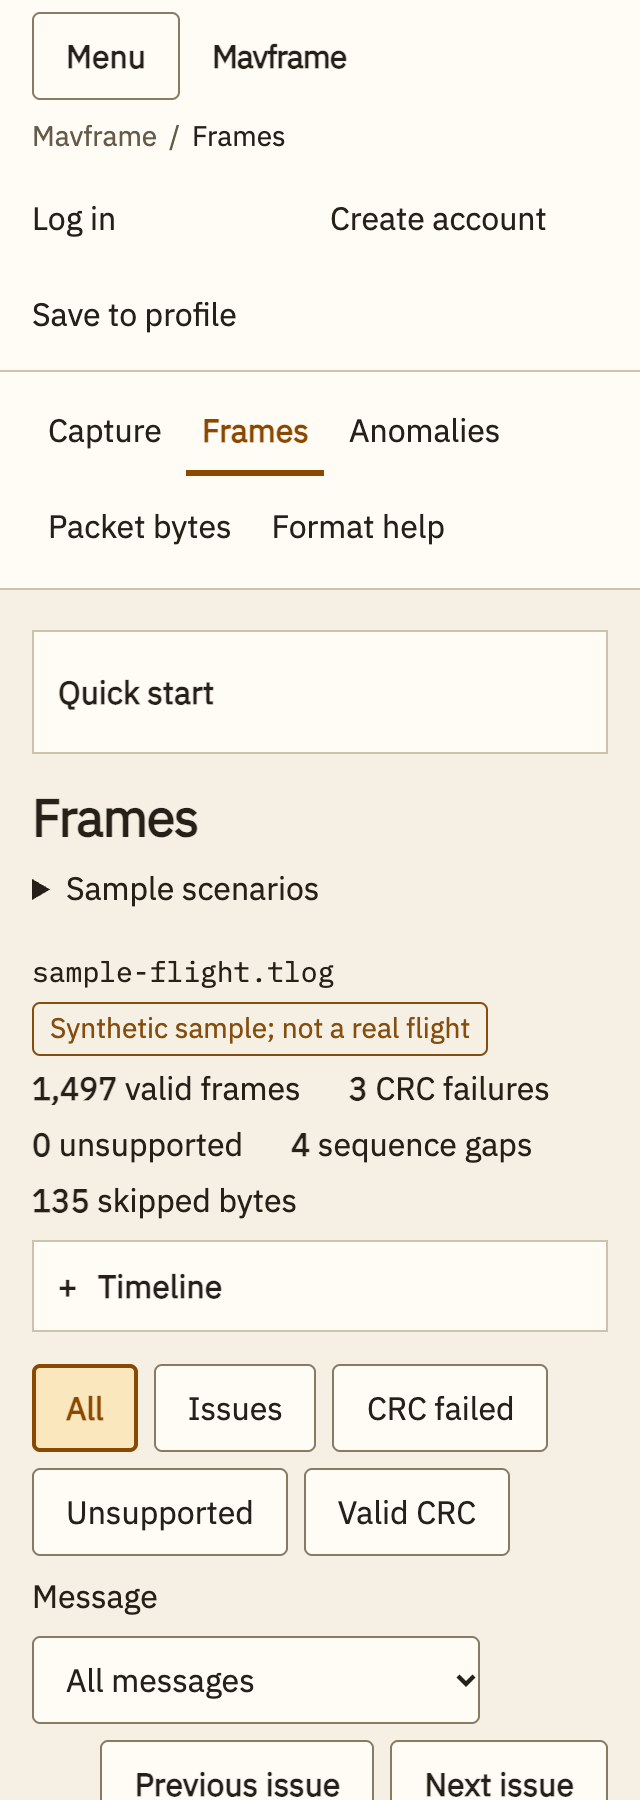 Menu Mavframe
Mavframe / Frames
Log in Create account
Save to profile
Capture Frames Anomalies
Packet bytes Format help
Quick start
Frames
Sample scenarios
sample-flight.tlog
Synthetic sample; not a real flight
1,497 valid frames 3 CRC failures
0 unsupported 4 sequence gaps
135 skipped bytes
+ Timeline
All Issues CRC failed
Unsupported Valid CRC
Message
All messages
Previous issue Next issue